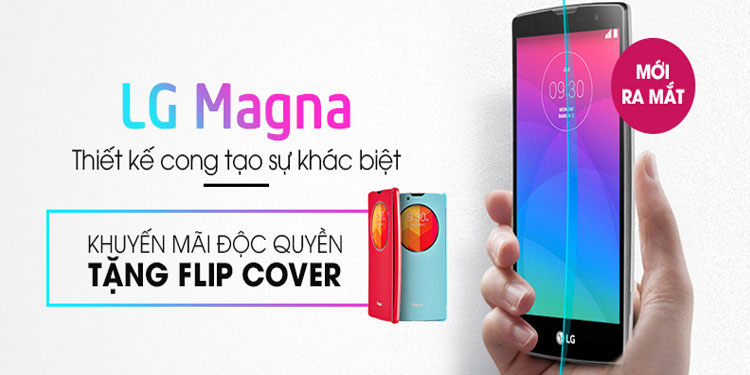 LG Magna
Thiết kế cong tạo sự khác biệt
KHUYẾN MÃI ĐỘC QUYỀN
TẶNG FLIP COVER
MỚI
RA MẮT
09:30
LG